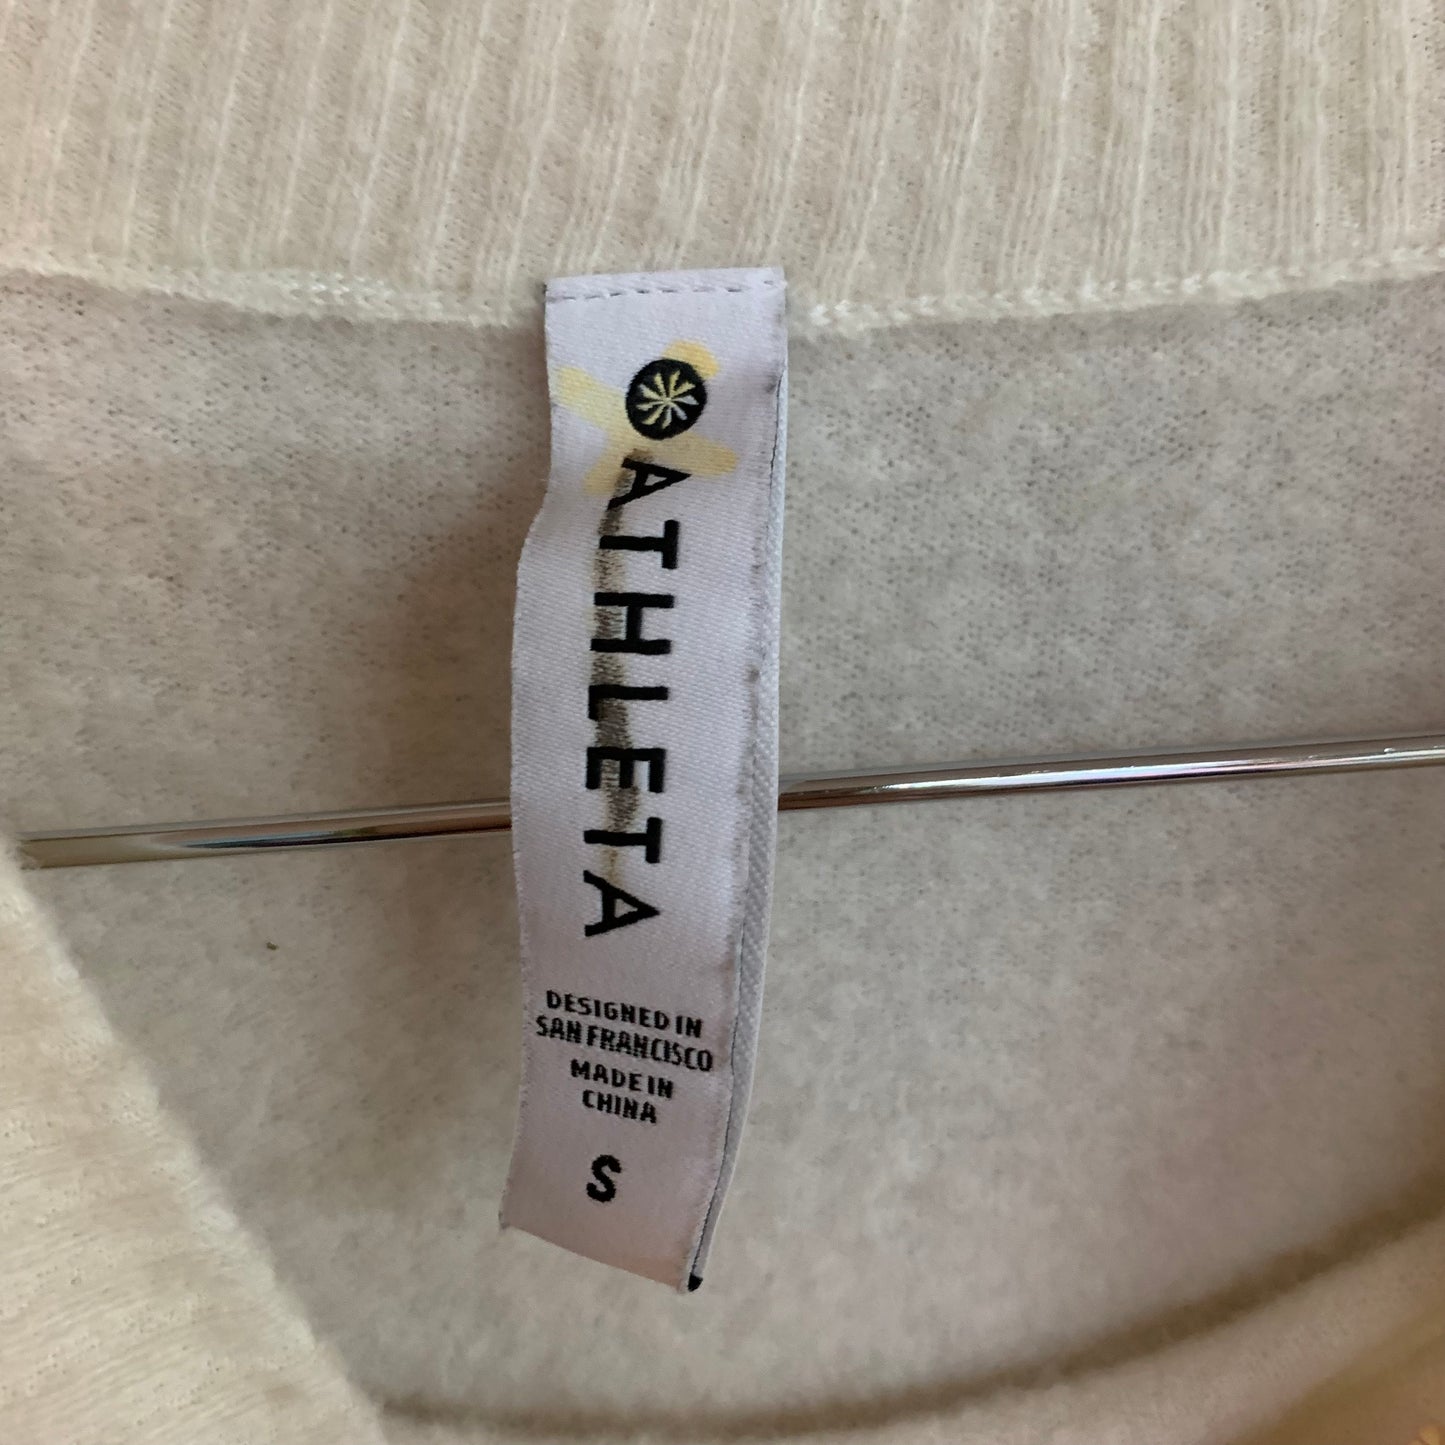 ATHLETA
DESIGNED IN
SAN FRANCISCO
MADE IN
CHINA
S